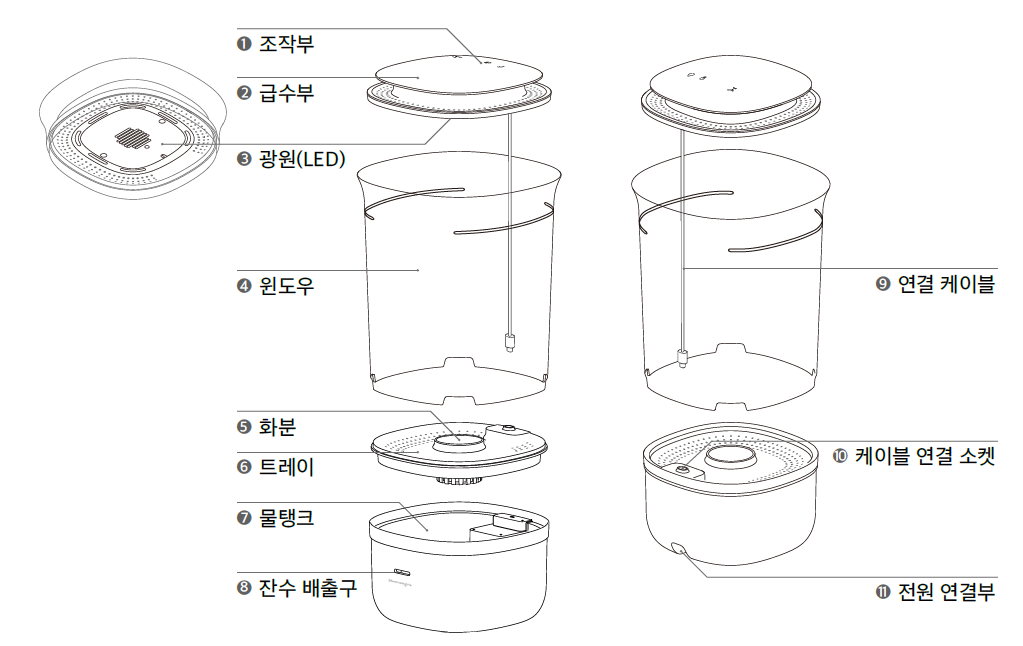 ❶ 조작부
❷ 급수부
❸ 광원(LED)
❹ 윈도우
❺ 화분
❻ 트레이
❼ 물탱크
❽ 잔수 배출구
❾ 연결 케이블
❿ 케이블 연결 소켓
⓫ 전원 연결부